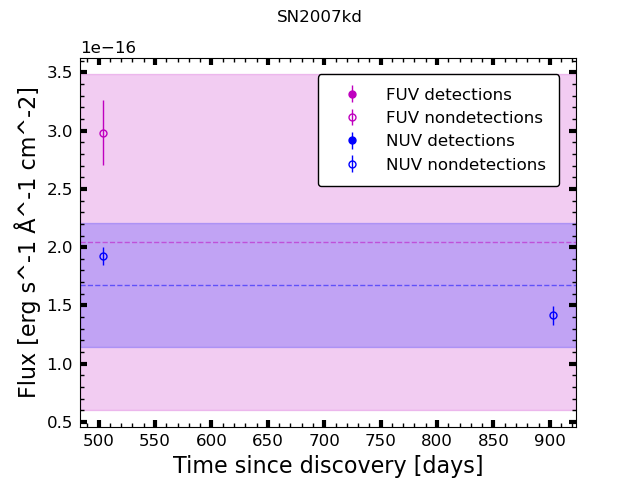 SN2007kd
1e−16
3.5
3.0
2.5
2.0
1.5
1.0
0.5
Flux [erg s^-1 Å^-1 cm^-2]
FUV detections
FUV nondetections
NUV detections
NUV nondetections
500 550 600 650 700 750 800 850 900
Time since discovery [days]